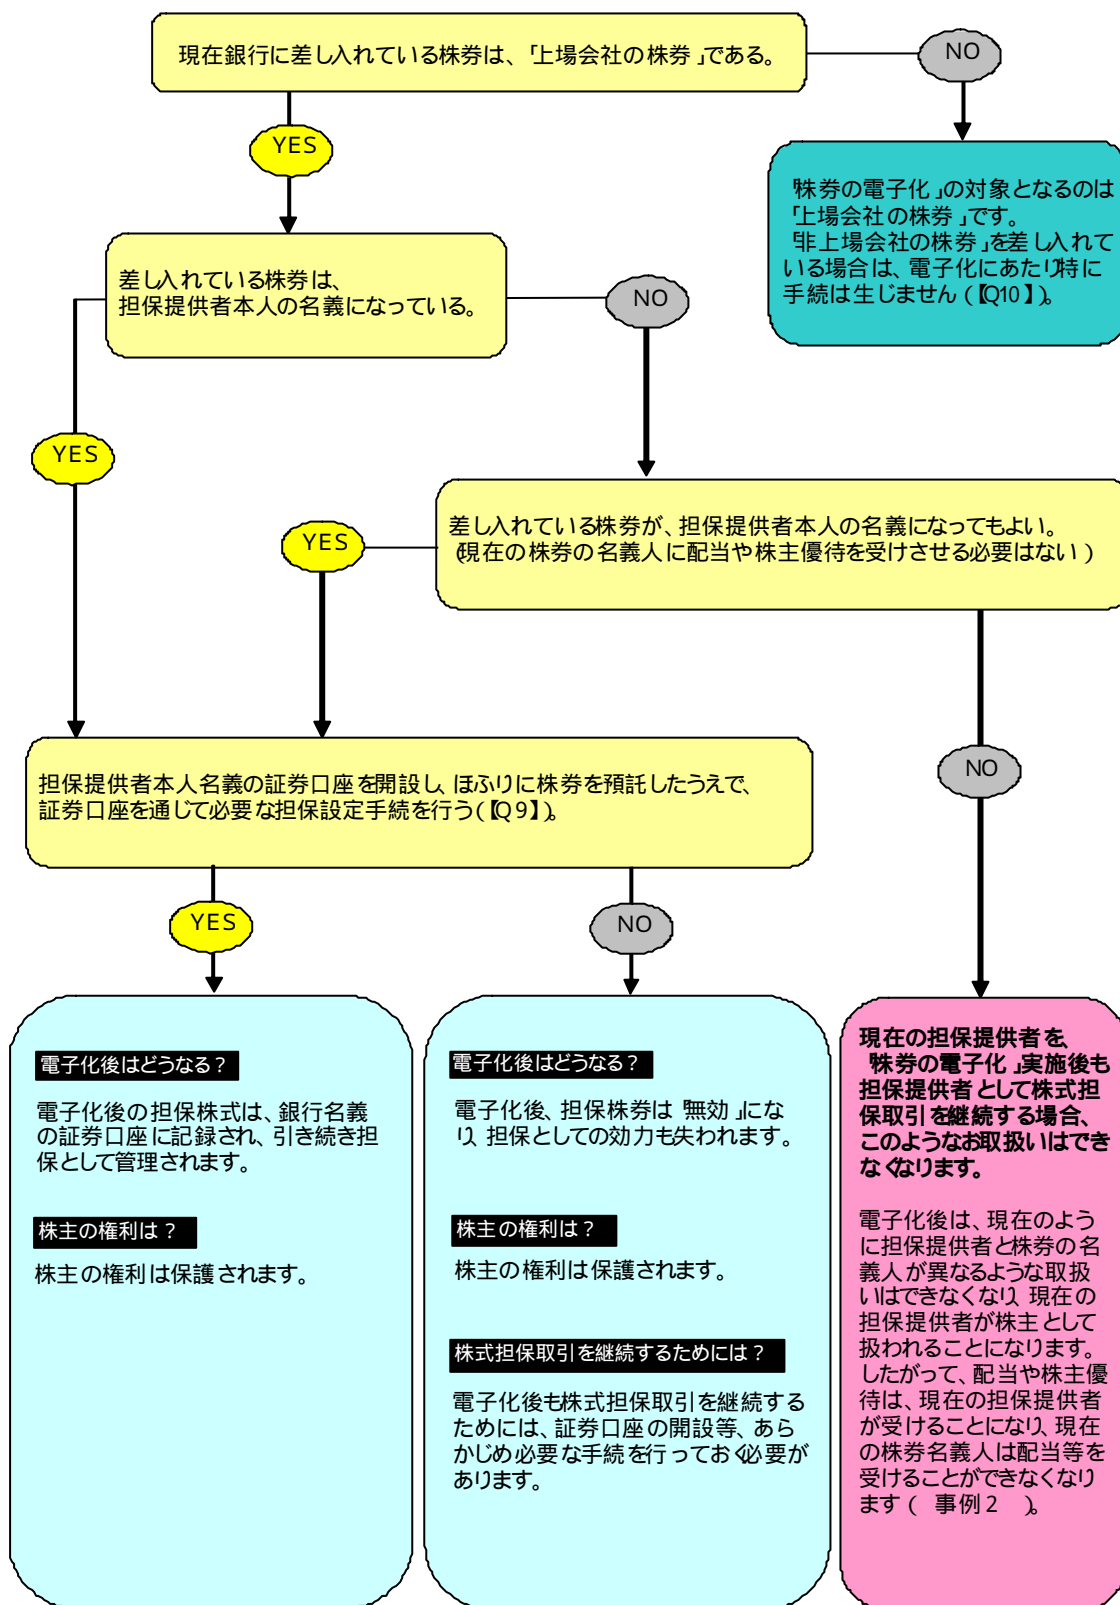 現在銀行に差し入れている株券は、「上場会社の株券」である。
NO
YES
「株券の電子化」の対象となるのは
「上場会社の株券」です。
「非上場会社の株券」を差し入れて
いる場合は、電子化にあたり特に
手続は生じません(【Q10】)。
差し入れている株券は、
担保提供者本人の名義になっている。
NO
YES
差し入れている株券が、担保提供者本人の名義になってもよい。
(現在の株券の名義人に配当や株主優待を受けさせる必要はない)
YES
NO
担保提供者本人名義の証券口座を開設し、ほふりに株券を預託したうえで、
証券口座を通じて必要な担保設定手続を行う(【Q9】)。
YES
NO
電子化後はどうなる?
電子化後の担保株式は、銀行名義
の証券口座に記録され、引き続き担
保として管理されます。
株主の権利は?
株主の権利は保護されます。
電子化後はどうなる?
電子化後、担保株券は「無効」にな
り、担保としての効力も失われます。
株主の権利は?
株主の権利は保護されます。
株式担保取引を継続するためには?
電子化後も株式担保取引を継続する
ためには、証券口座の開設等、あら
かじめ必要な手続を行っておく必要が
あります。
現在の担保提供者を、
「株券の電子化」実施後も
担保提供者として株式担
保取引を継続する場合、
このようなお取扱いはでき
なくなります。
電子化後は、現在のよう
に担保提供者と株券の名
義人が異なるような取扱
いはできなくなり、現在の
担保提供者が株主として
扱われることになります。
したがって、配当や株主優
待は、現在の担保提供者
が受けることになり、現在
の株券名義人は配当等を
受けることができなくなり
ます( 事例2 )。